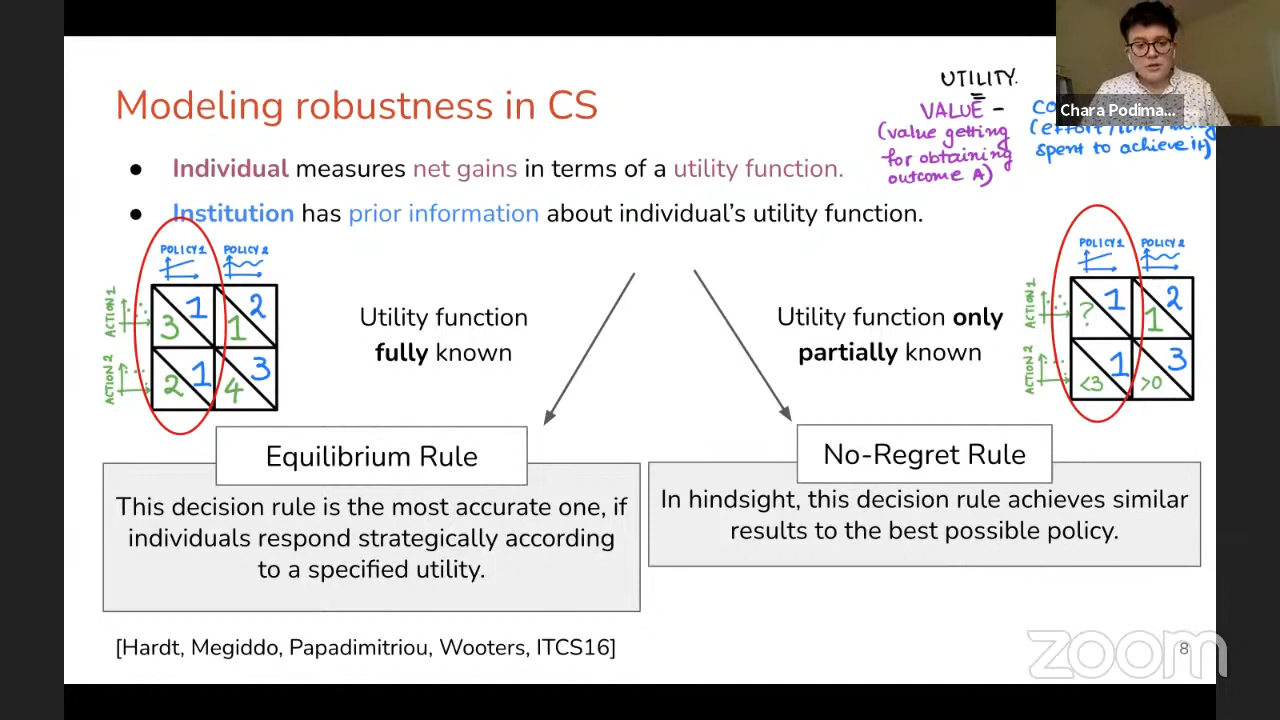 Modeling robustness in CS
UTILITY.
=
VALUE -
(value getting
for obtaining
outcome A)
spent to achieve it)
Chara Podima...
● Individual measures net gains in terms of a utility function.
● Institution has prior information about individual's utility function.
POLICY 1 POLICY 2
ACTION 1
3 1 1 2
ACTION 2
2 1 4 3
Utility function
fully known
Utility function only
partially known
POLICY 1 POLICY 2
ACTION 1
? 1 1 2
ACTION 2
<3 1 >0 3
Equilibrium Rule
This decision rule is the most accurate one, if
individuals respond strategically according
to a specified utility.
No-Regret Rule
In hindsight, this decision rule achieves similar
results to the best possible policy.
[Hardt, Megiddo, Papadimitriou, Wooters, ITCS16]
zoom
8